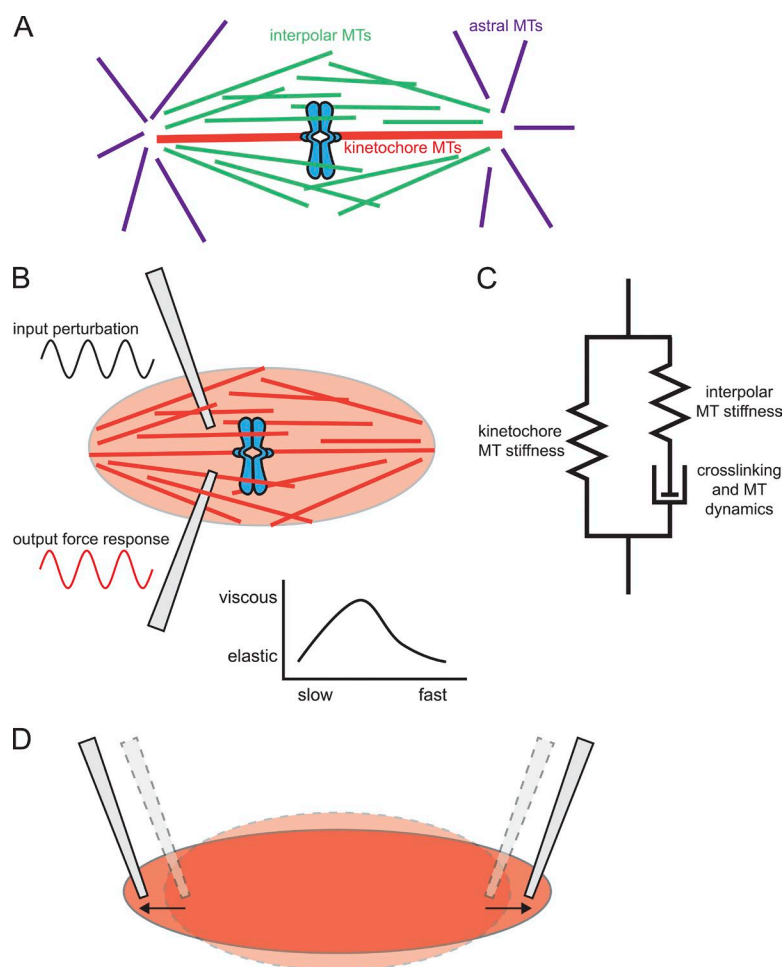 A
interpolar MTs
astral MTs
kinetochore MTs
B
input perturbation
output force response
viscous
elastic
slow fast
C
kinetochore
MT stiffness
interpolar
MT stiffness
crosslinking
and MT
dynamics
D